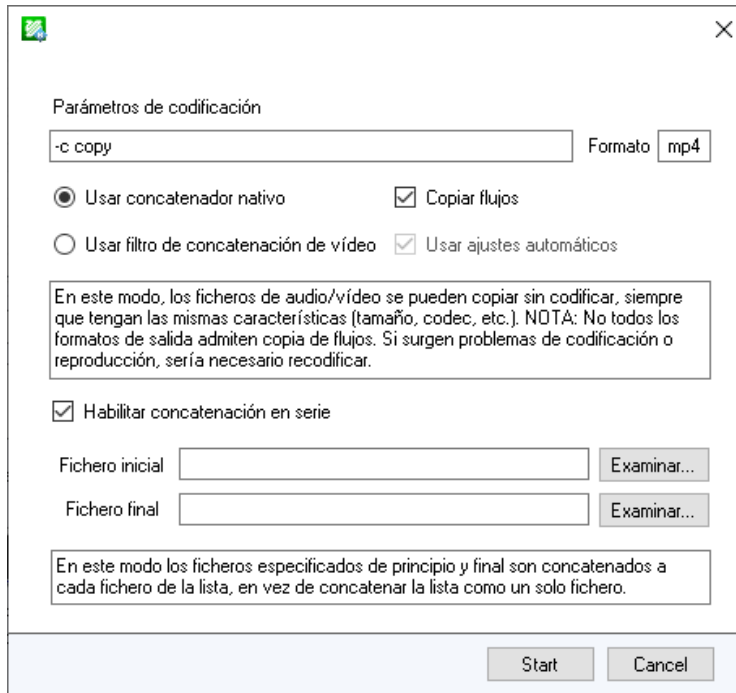 Parámetros de codificación
-c copy
Formato mp4
Usar concatenador nativo
Copiar flujos
Usar filtro de concatenación de vídeo
Usar ajustes automáticos
En este modo, los ficheros de audio/vídeo se pueden copiar sin codificar, siempre
que tengan las mismas características (tamaño, codec, etc.). NOTA: No todos los
formatos de salida admiten copia de flujos. Si surgen problemas de codificación o
reproducción, sería necesario recodificar.
Habilitar concatenación en serie
Fichero inicial
Examinar...
Fichero final
Examinar...
En este modo los ficheros especificados de principio y final son concatenados a
cada fichero de la lista, en vez de concatenar la lista como un solo fichero.
Start
Cancel